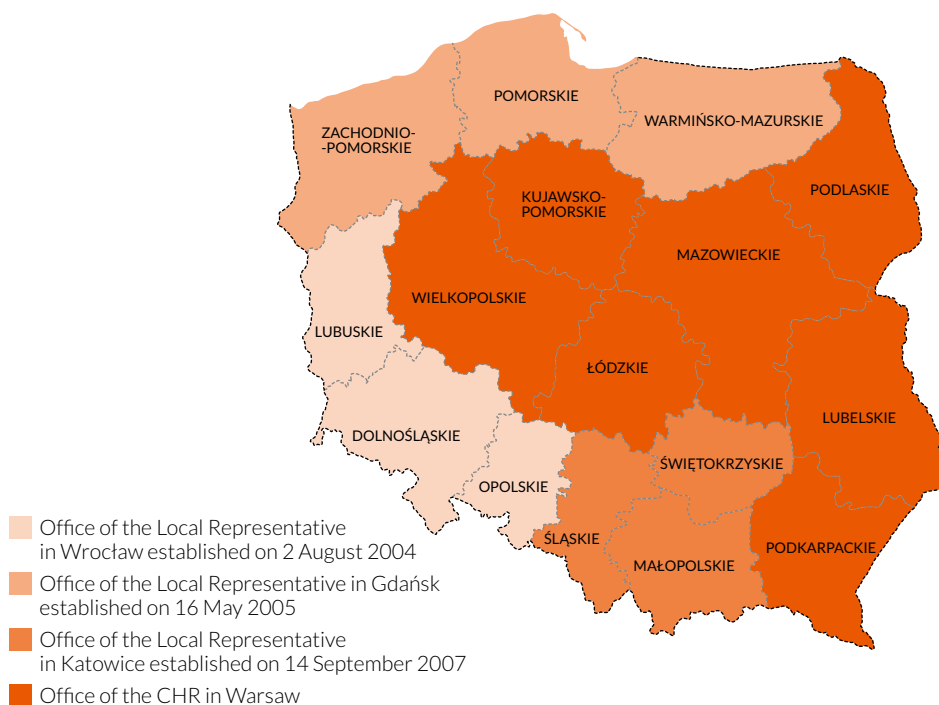 POMORSKIE
WARMIŃSKO-MAZURSKIE
ZACHODNIO-
-POMORSKIE
PODLASKIE
KUJAWSKO-
POMORSKIE
MAZOWIECKIE
WIELKOPOLSKIE
LUBUSKIE
ŁÓDZKIE
LUBELSKIE
DOLNOŚLĄSKIE
ŚWIĘTOKRZYSKIE
OPOLSKIE
ŚLĄSKIE
PODKARPACKIE
MAŁOPOLSKIE
Office of the Local Representative
in Wrocław established on 2 August 2004
Office of the Local Representative in Gdańsk
established on 16 May 2005
Office of the Local Representative
in Katowice established on 14 September 2007
Office of the CHR in Warsaw